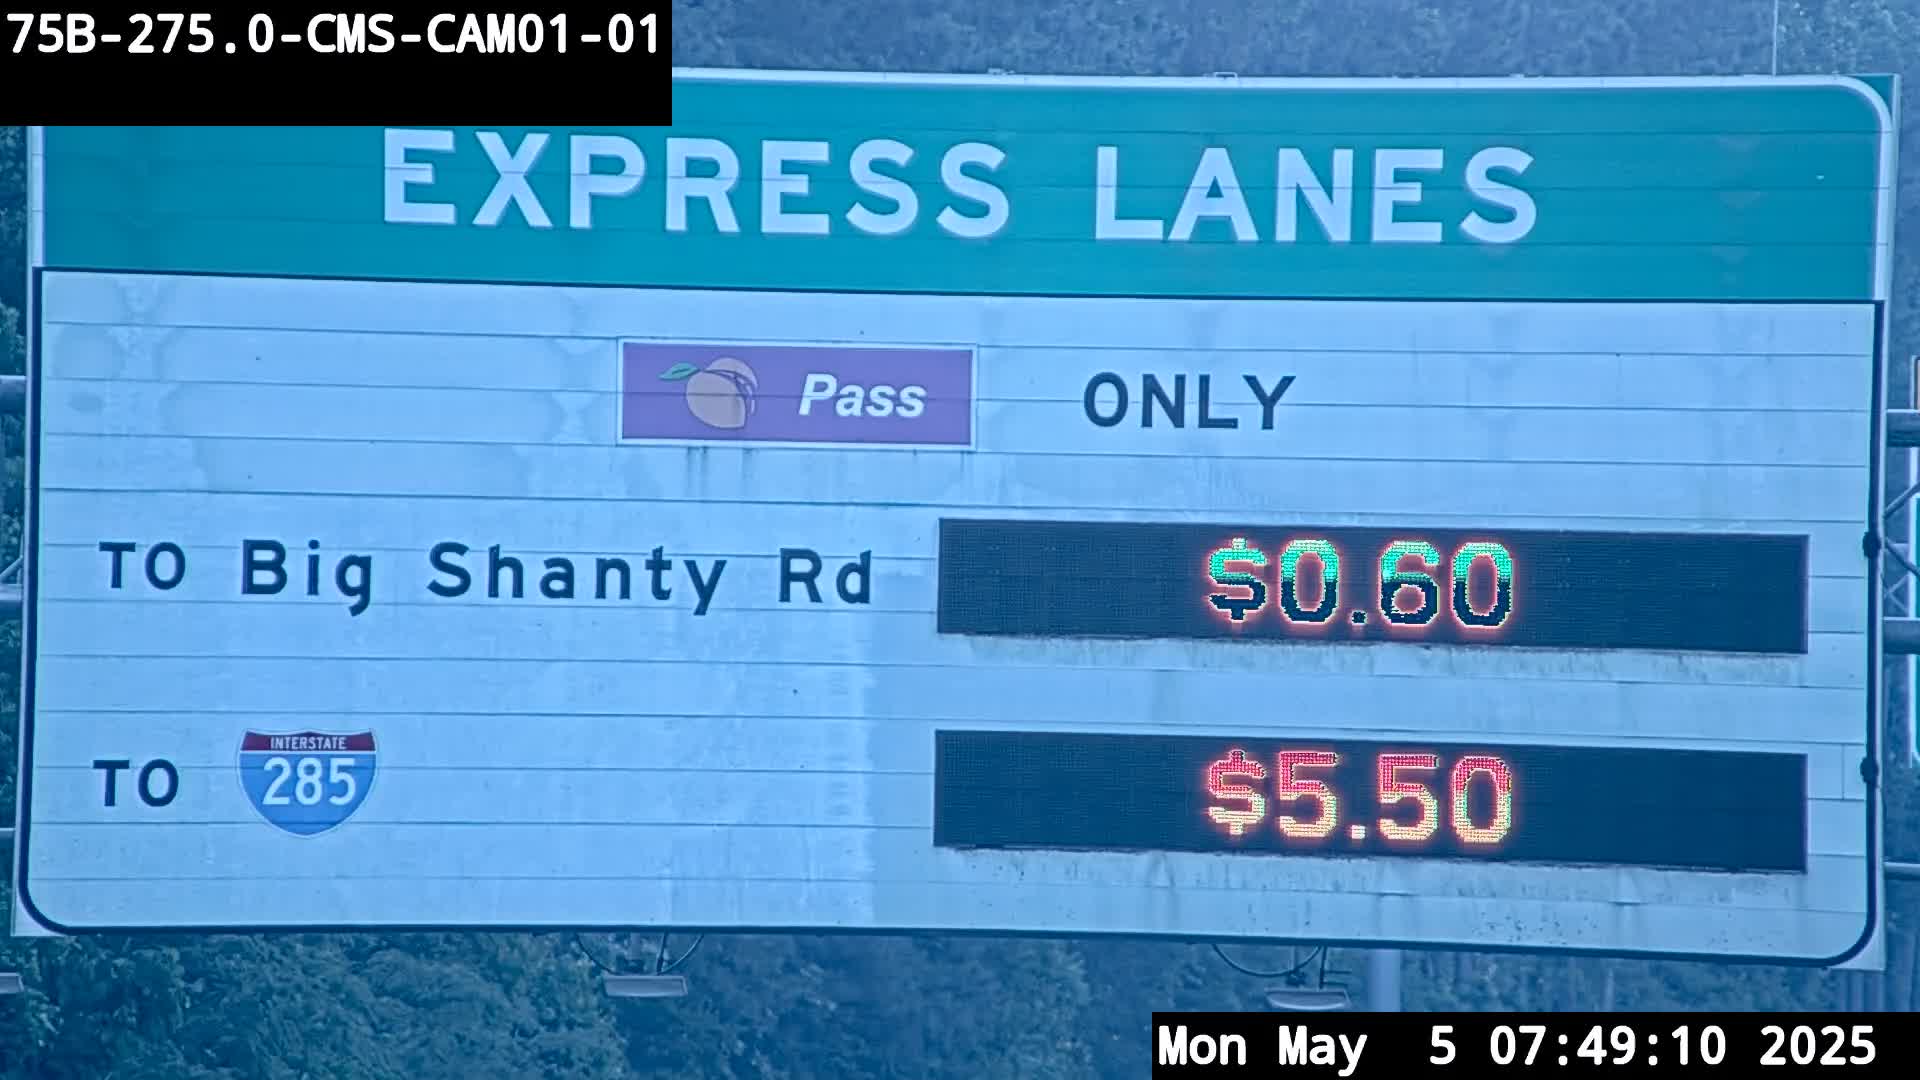 75B-275.0-CMS-CAM01-01
EXPRESS LANES
Pass ONLY
TO Big Shanty Rd $0.60
TO INTERSTATE 285 $5.50
Mon May 5 07:49:10 2025